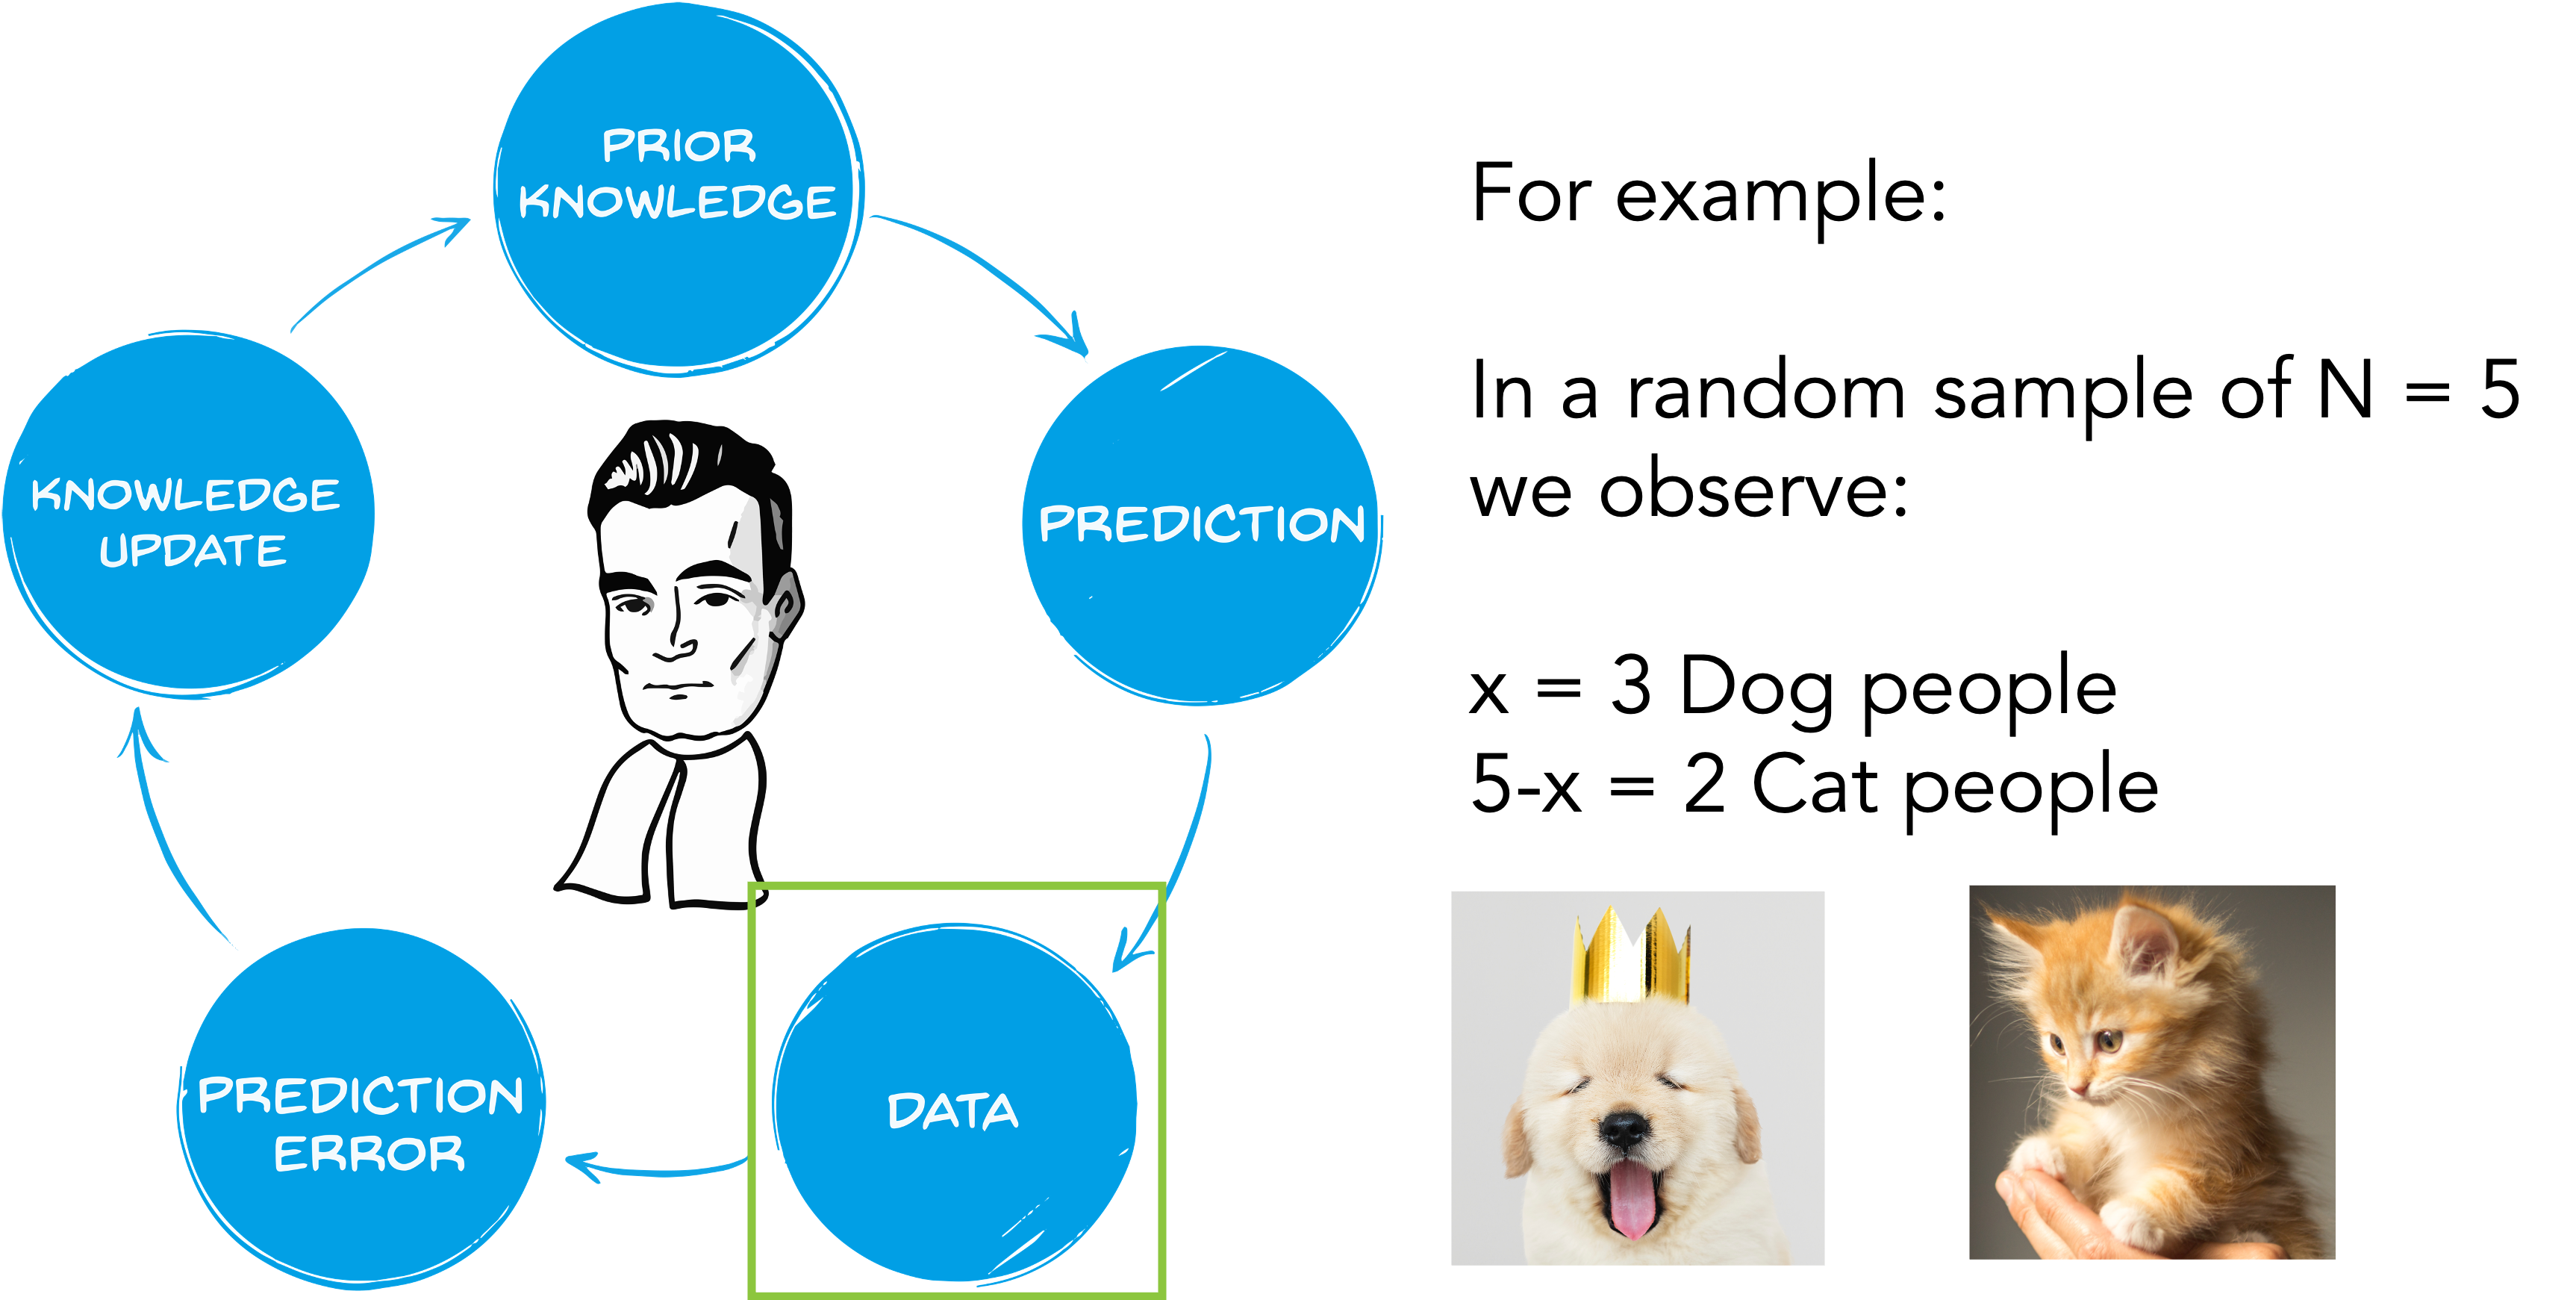 PRIOR
KNOWLEDGE
PREDICTION
DATA
PREDICTION
ERROR
KNOWLEDGE
UPDATE
For example:
In a random sample of N = 5
we observe:
x = 3 Dog people
5-x = 2 Cat people